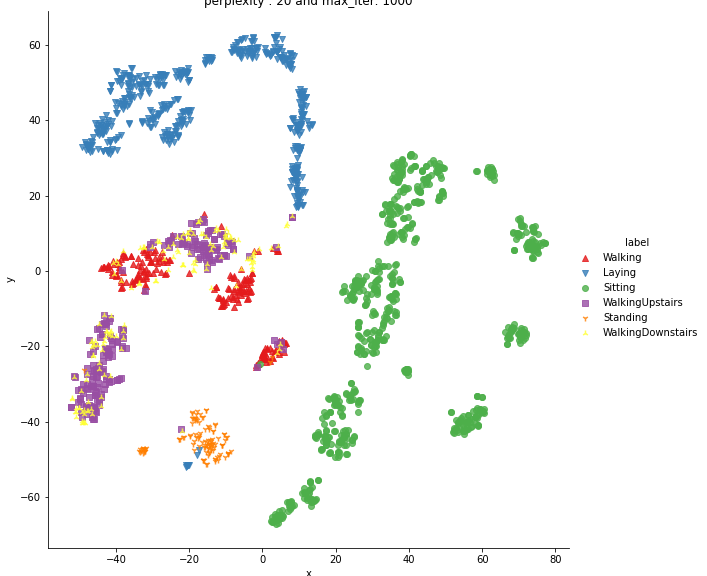 perplexity : 20 and max_iter: 1000
60
40
20
0
−20
−40
−60
y
−40
−20
0
20
40
60
80
x
label
Walking
Laying
Sitting
WalkingUpstairs
Standing
WalkingDownstairs